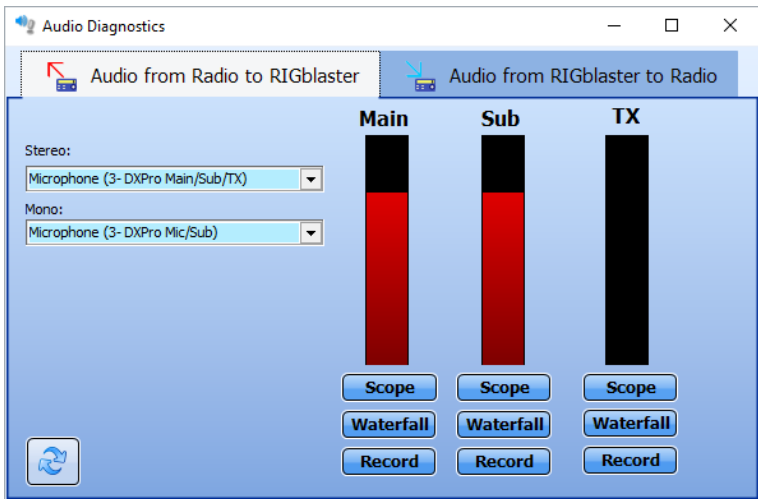 Audio Diagnostics
Audio from Radio to RIGblaster
Audio from RIGblaster to Radio
Main Sub TX
Stereo:
Microphone (3- DXPro Main/Sub/TX)
Mono:
Microphone (3- DXPro Mic/Sub)
Scope Scope Scope
Waterfall Waterfall Waterfall
Record Record Record